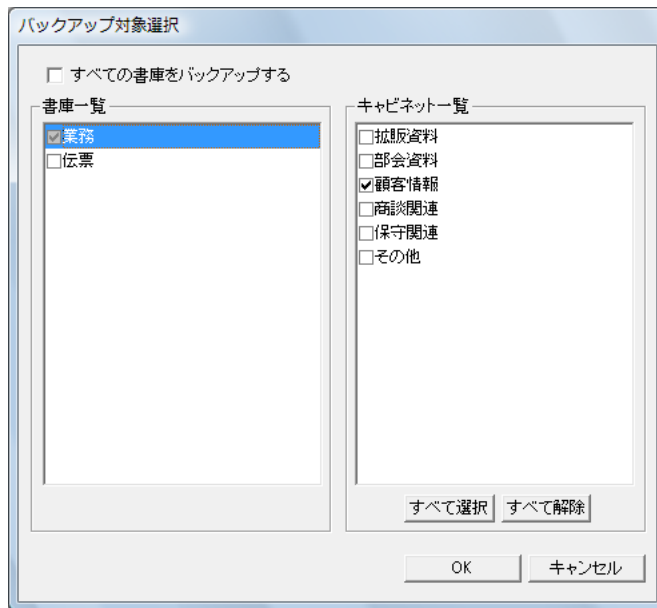 バックアップ対象選択
すべての書庫をバックアップする
書庫一覧
業務
伝票
キャビネット一覧
拡販資料
部会資料
顧客情報
商談関連
保守関連
その他
すべて選択 すべて解除
OK キャンセル